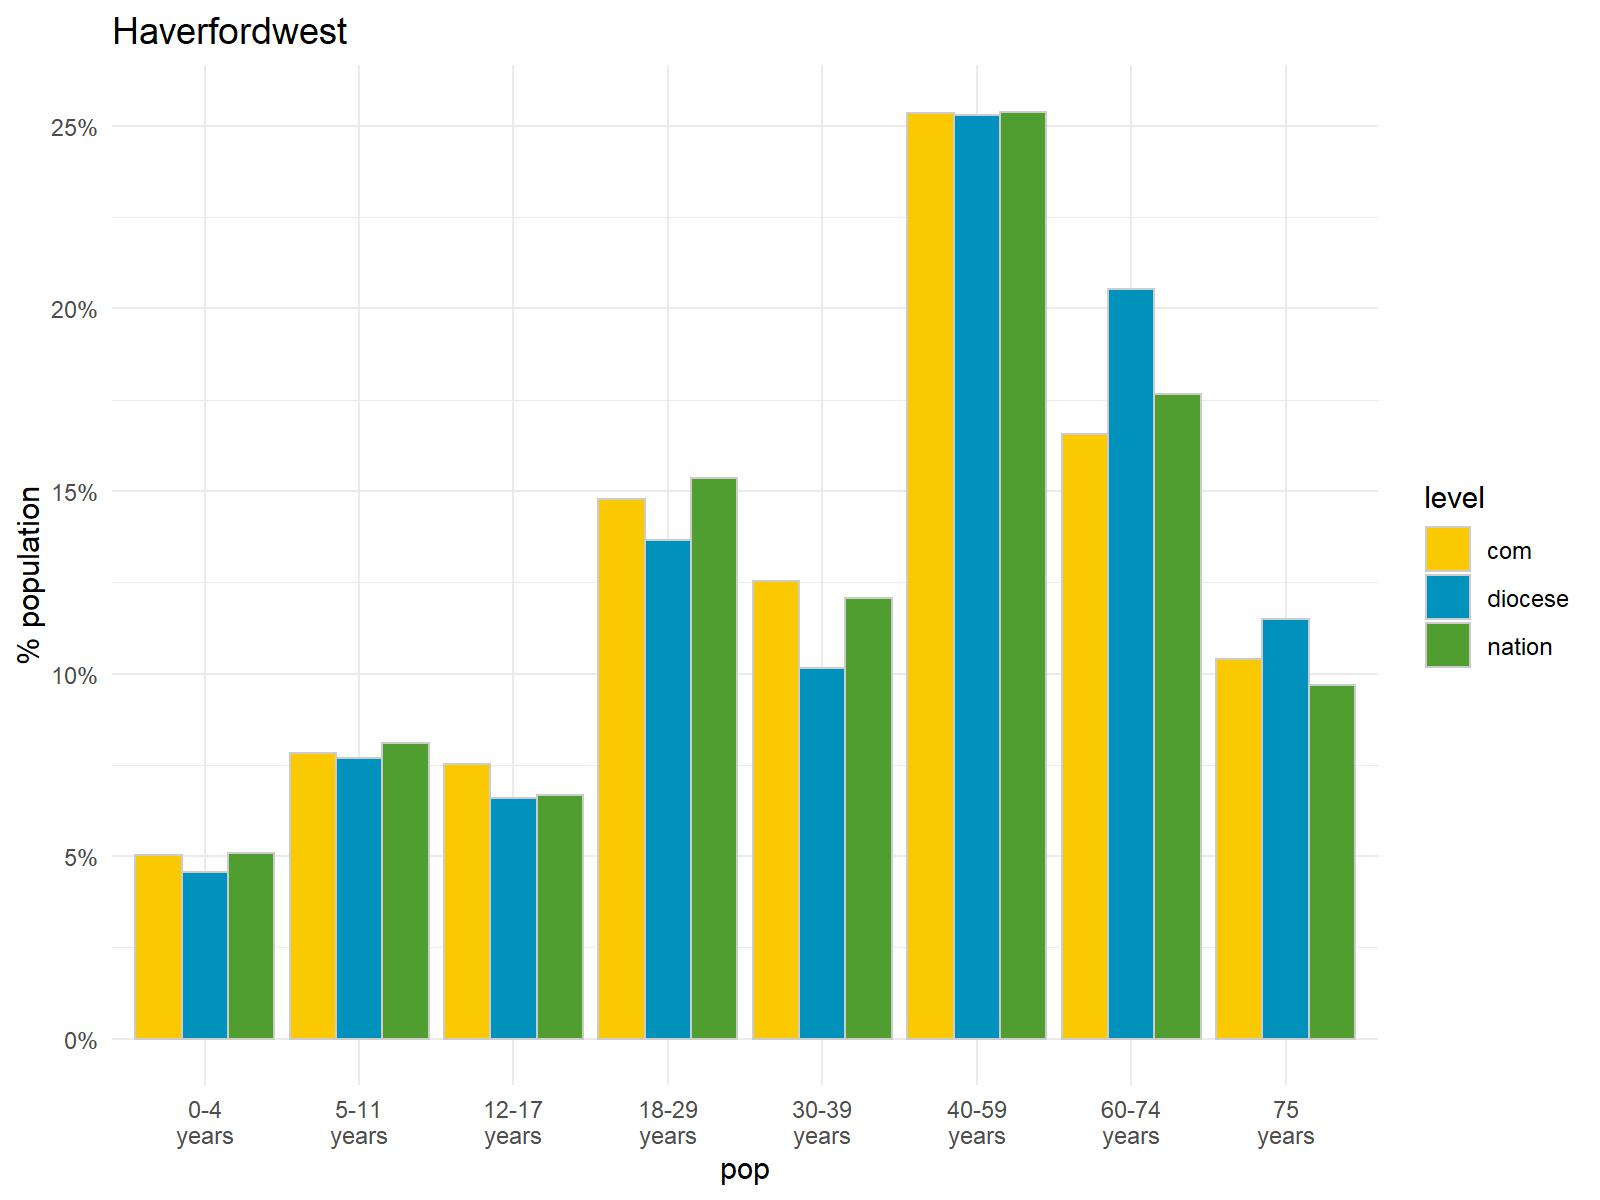 Haverfordwest
25%
20%
15%
10%
5%
0%
% population
0-4
years
5-11
years
12-17
years
18-29
years
30-39
years
40-59
years
60-74
years
75
years
pop
level
com
diocese
nation